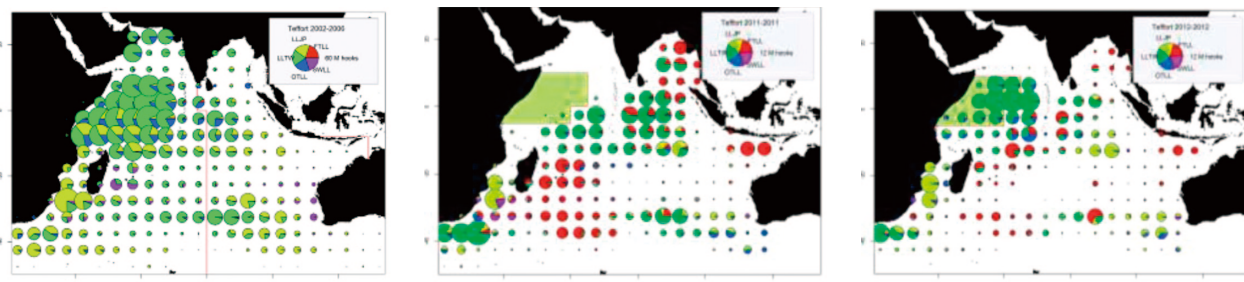 Teffort 2002-2006
LLJP
FTLL
LLTW
60 M hooks
SWLL
OTLL
Teffort 2011-2011
LLJP
FTLL
LLTW
12 M hooks
SWLL
OTLL
Teffort 2012-2012
LLJP
FTLL
LLTW
12 M hooks
SWLL
OTLL